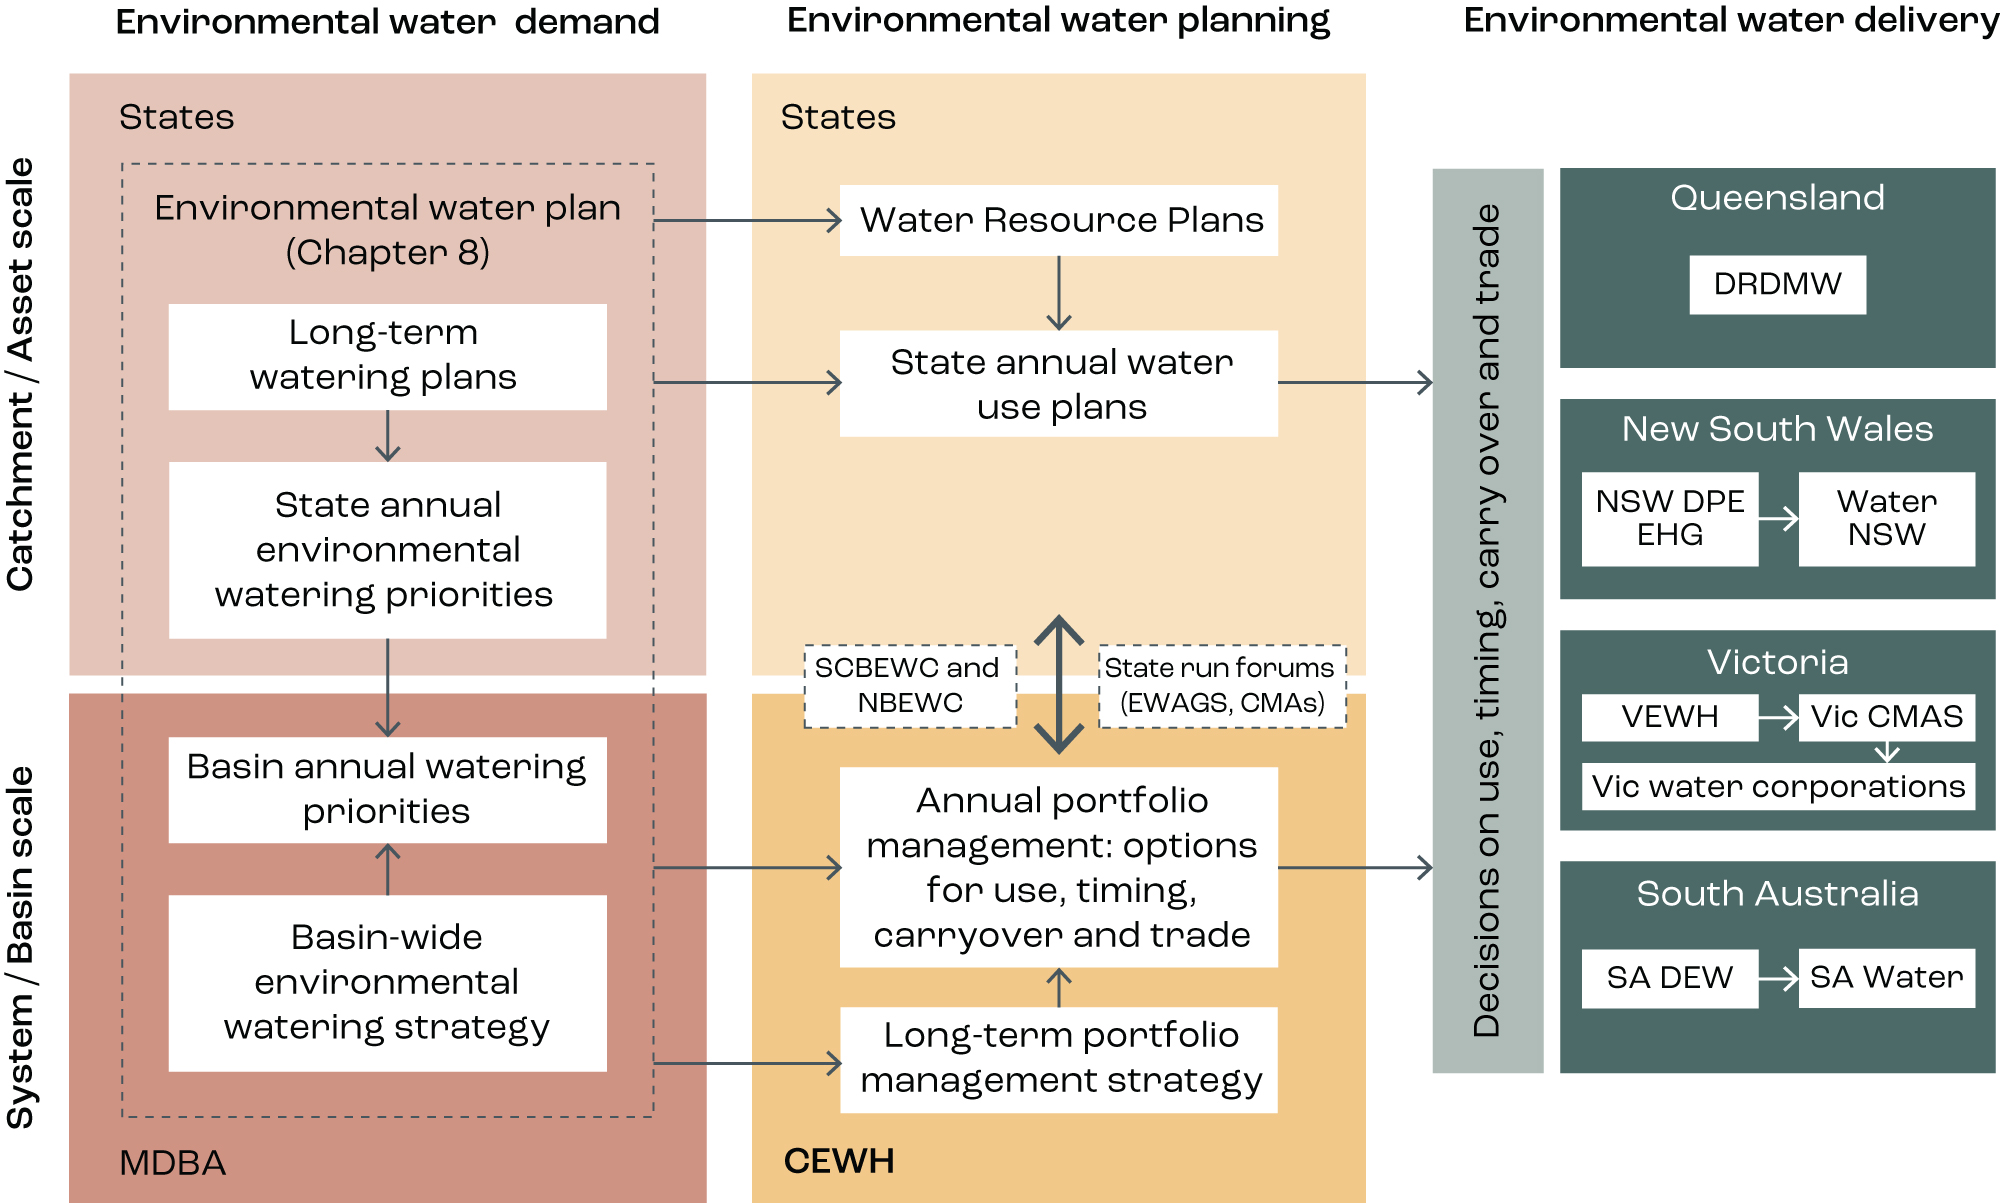 Environmental water demand
Environmental water planning
Environmental water delivery
Catchment / Asset scale
System / Basin scale
States
Environmental water plan
(Chapter 8)
Long-term
watering plans
State annual
environmental
watering priorities
Basin annual watering
priorities
Basin-wide
environmental
watering strategy
MDBA
States
Water Resource Plans
State annual water
use plans
SCBEWC and
NBEWC
State run forums
(EWAGS, CMAs)
Annual portfolio
management: options
for use, timing,
carryover and trade
Long-term portfolio
management strategy
CEWH
Decisions on use, timing, carry over and trade
Queensland
DRDMW
New South Wales
NSW DPE
EHG
Water
NSW
Victoria
VEWH
Vic CMAS
Vic water corporations
South Australia
SA DEW
SA Water